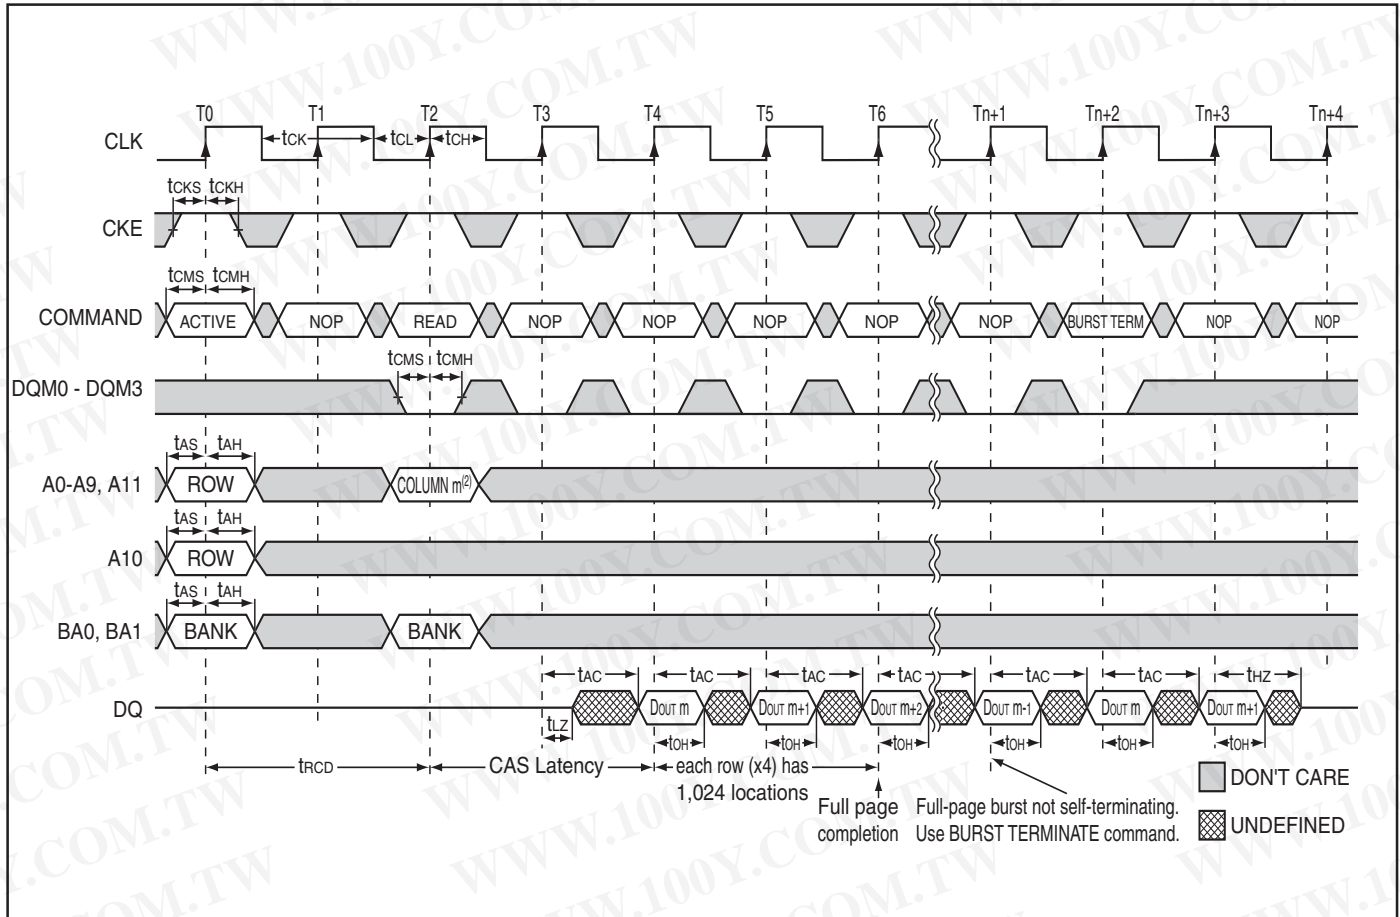 T0 T1 T2 T3 T4 T5 T6 Tn+1 Tn+2 Tn+3 Tn+4
CLK tCK tCL tCH
tCKS tCKH
CKE
tCMS tCMH
COMMAND ACTIVE NOP READ NOP NOP NOP NOP NOP BURST TERM NOP NOP
tCMS tCMH
DQM0 - DQM3
tAS tAH
A0-A9, A11 ROW COLUMN m(2)
tAS tAH
A10 ROW
tAS tAH
BA0, BA1 BANK BANK
tAC tAC tAC tAC tAC tAC tHZ
DQ DOUT m DOUT m+1 DOUT m+2 DOUT m-1 DOUT m DOUT m+1
tLZ tOH tOH tOH tOH tOH tOH
tRCD CAS Latency each row (x4) has
1,024 locations
Full page
completion
Full-page burst not self-terminating.
Use BURST TERMINATE command.
DON'T CARE
UNDEFINED
WWW.100Y.COM.TW